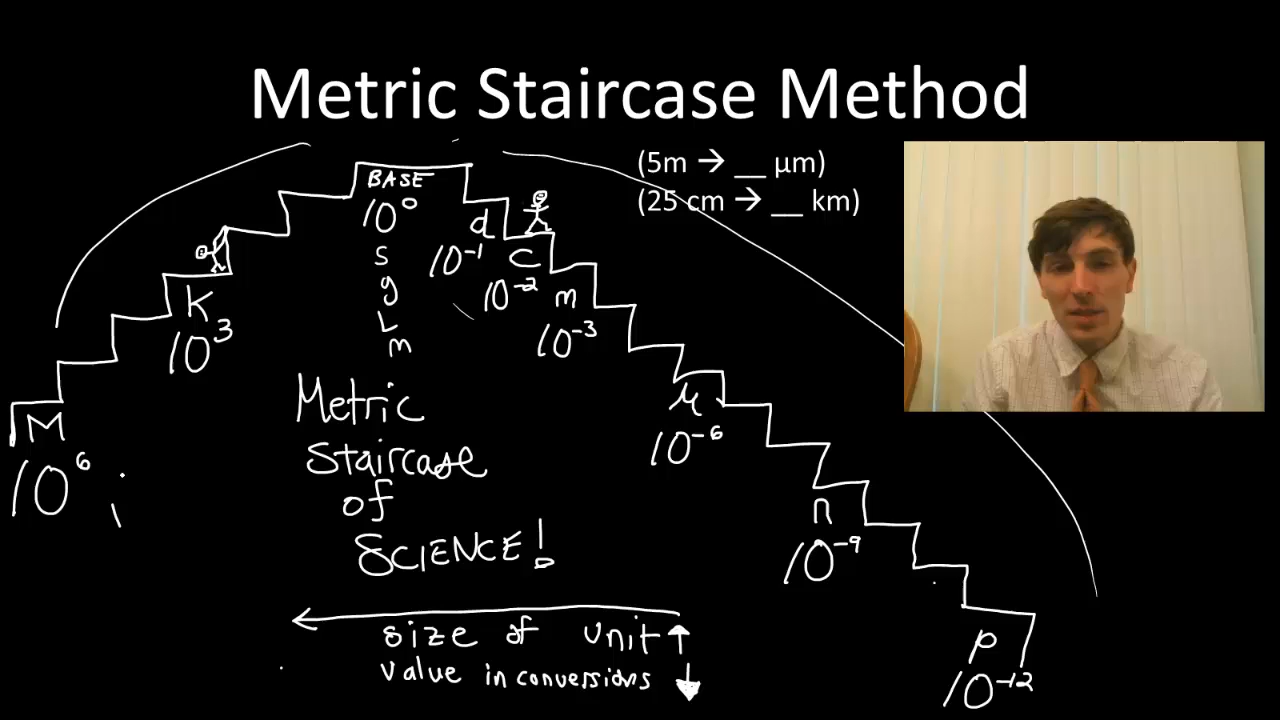 Metric Staircase Method
(5m → __ µm)
(25 cm → __ km)
BASE
10⁰
s
g
L
m
d
10⁻¹
c
10⁻²
m
10⁻³
K
10³
M
10⁶
μ
10⁻⁶
n
10⁻⁹
p
10⁻¹²
Metric
Staircase
of
SCIENCE!
size of unit ↑
value in conversions ↓